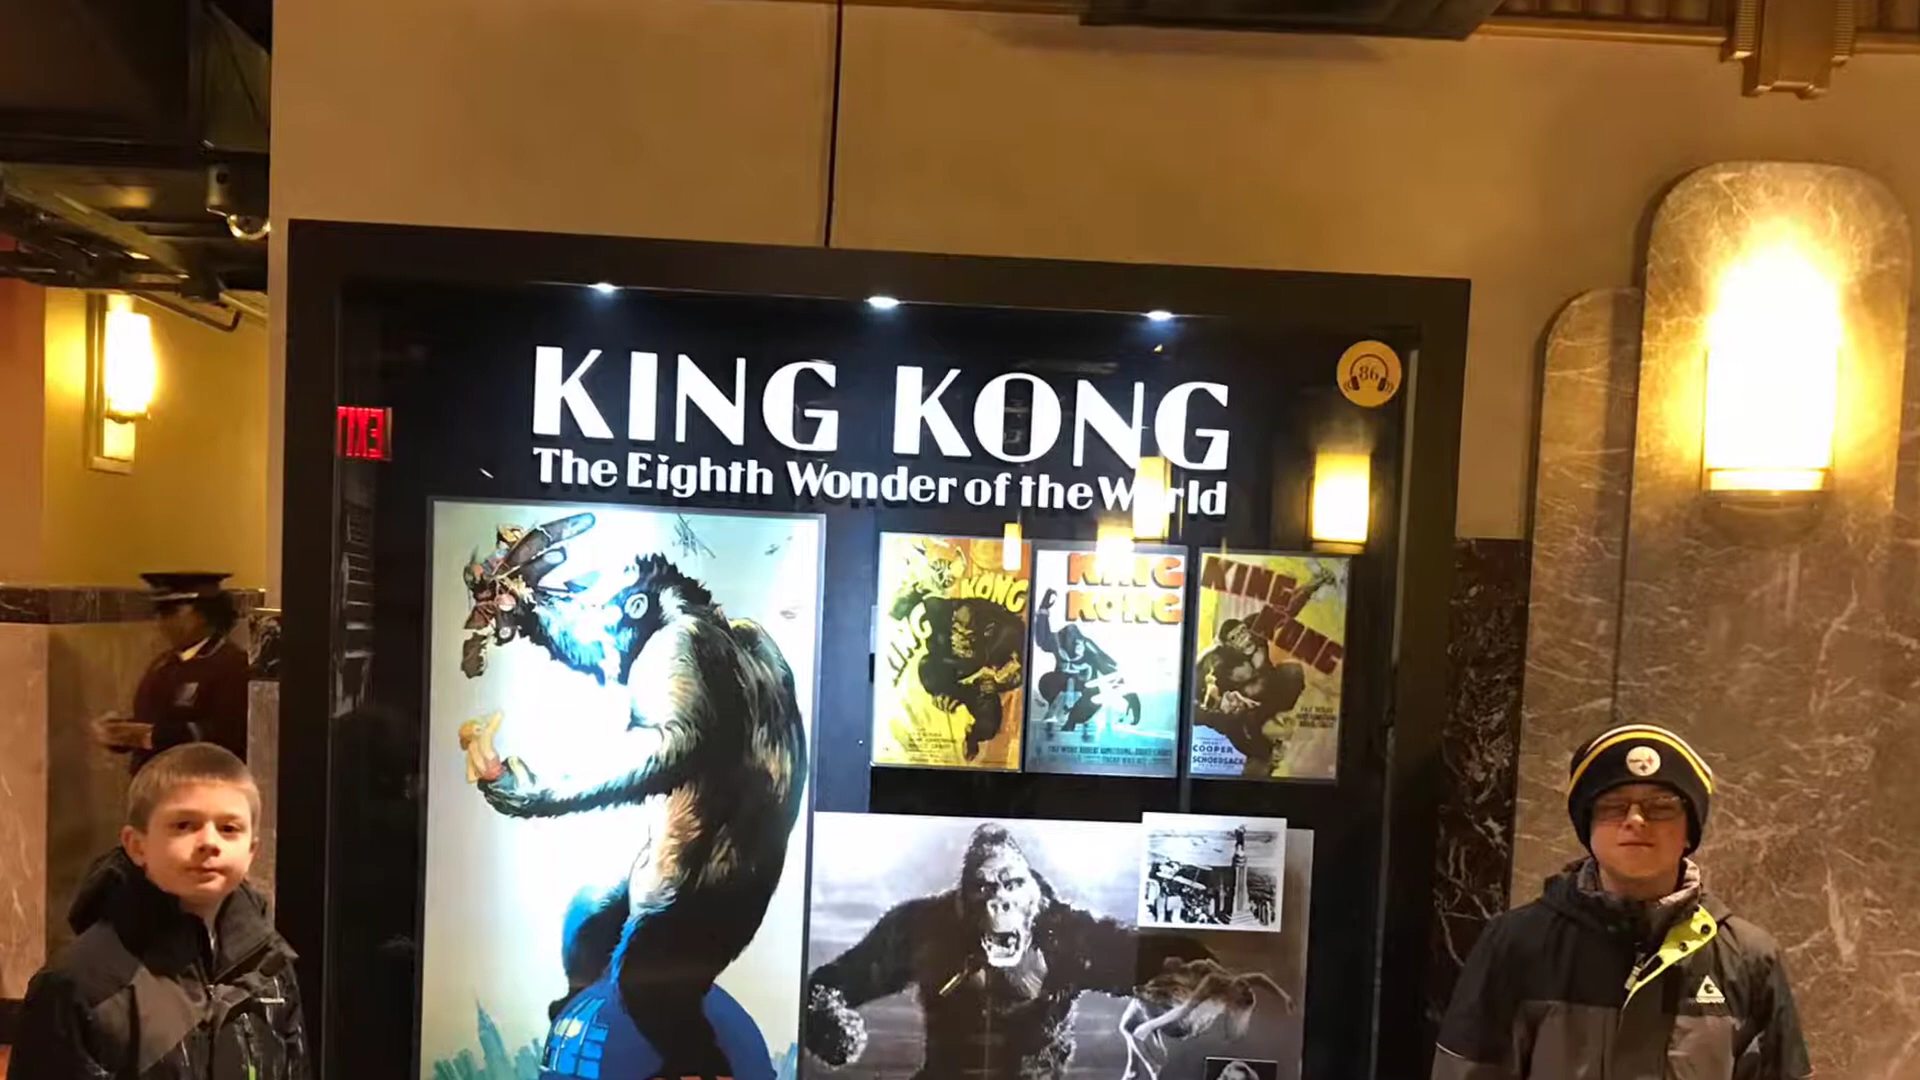 KING KONG
The Eighth Wonder of the World
86
EXIT
KING KONG
KING
KONG
KING
KONG
COOPER
SCHOEDSACK